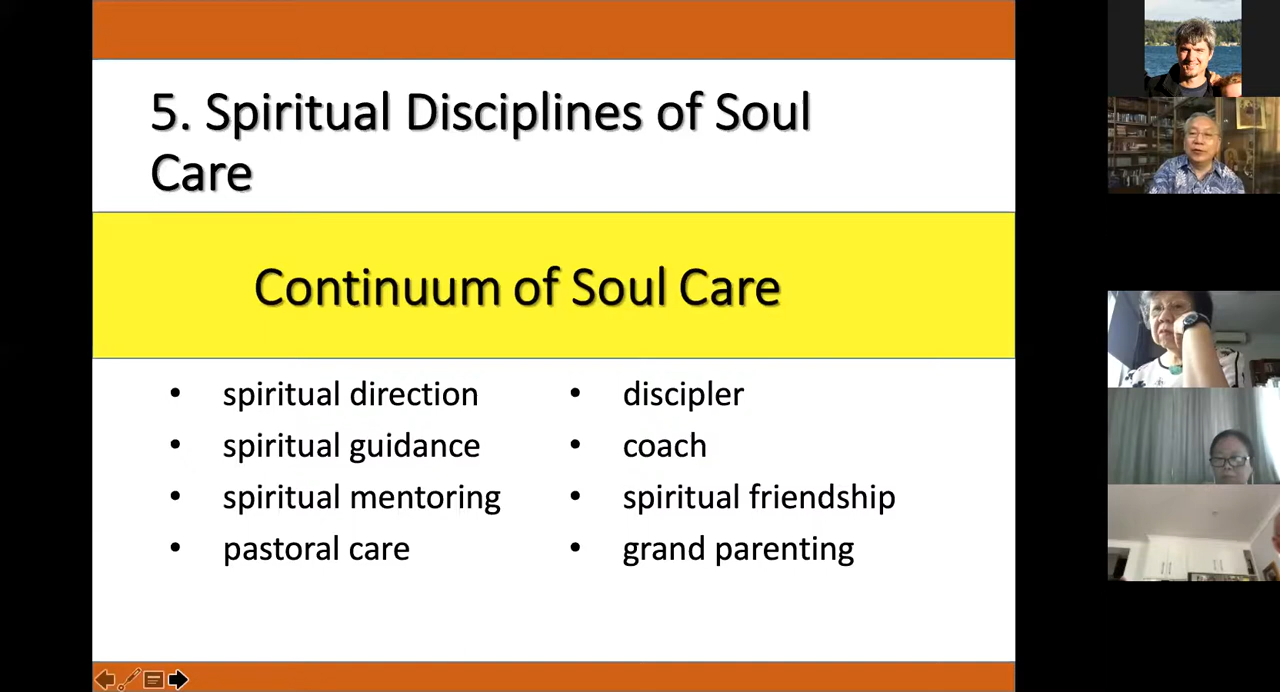 5. Spiritual Disciplines of Soul
Care
Continuum of Soul Care
• spiritual direction
• spiritual guidance
• spiritual mentoring
• pastoral care
• discipler
• coach
• spiritual friendship
• grand parenting